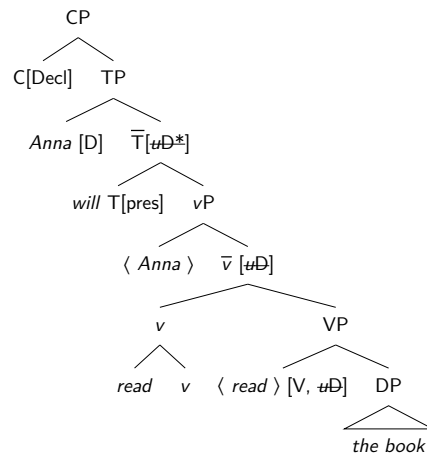 CP
C[Decl] TP
Anna [D] T̅[uD*]
will T[pres] vP
⟨ Anna ⟩ v̅ [uD]
v VP
read v ⟨ read ⟩ [V, uD] DP
the book